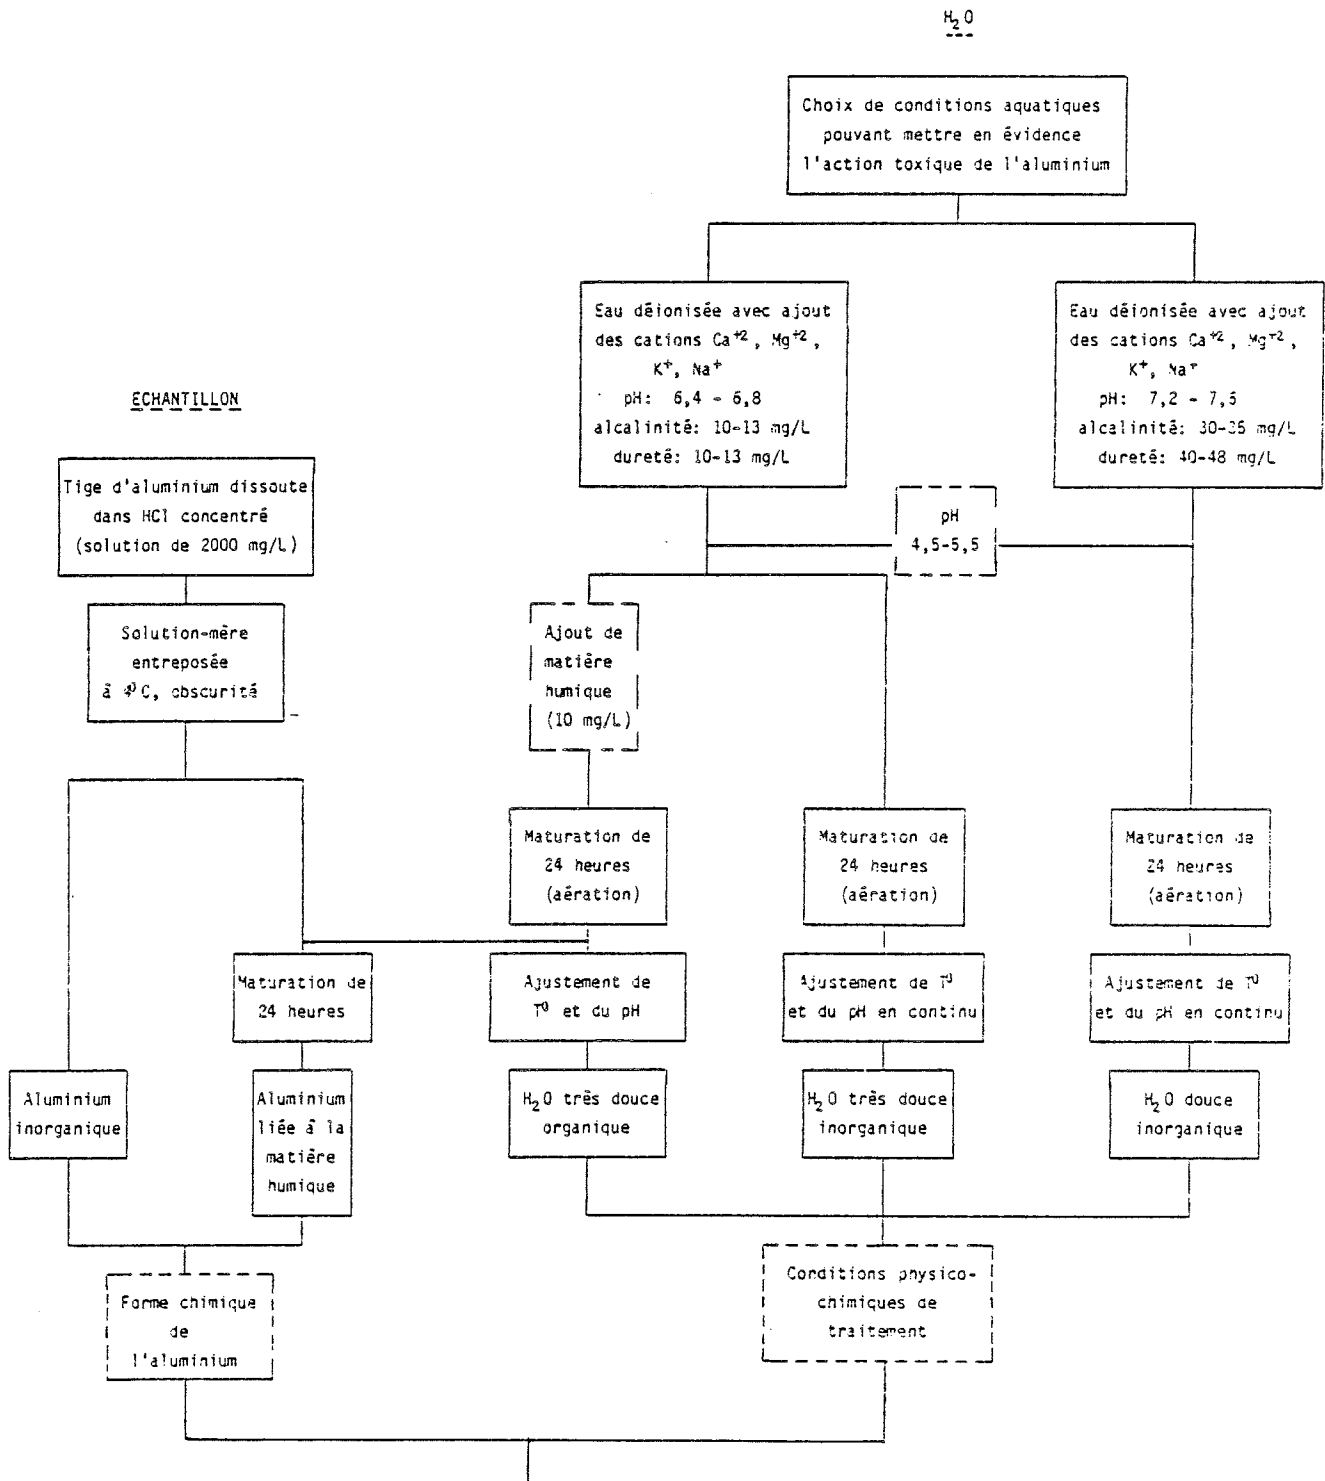 H₂O
Choix de conditions aquatiques
pouvant mettre en évidence
l'action toxique de l'aluminium
Eau déionisée avec ajout
des cations Ca⁺², Mg⁺²,
K⁺, Na⁺
pH: 6,4 - 6,8
alcalinité: 10-13 mg/L
dureté: 10-13 mg/L
Eau déionisée avec ajout
des cations Ca⁺², Mg⁺²,
K⁺, Na⁺
pH: 7,2 -
alcalinité: 30-35 mg/L
dureté: 40-48 mg/L
pH
4,5-5,5
ECHANTILLON
Tige d'aluminium dissoute
dans HCl concentré
(solution de 2000 mg/L)
Solution-mère
entreposée
à 4⁰C, obscurité
Ajout de
matière
humique
(10 mg/L)
Maturation de
24 heures
(aération)
Maturation de
24 heures
(aération)
Maturation de
24 heures
(aération)
Maturation de
24 heures
Ajustement de
T⁰ et du pH
Ajustement de T⁰
et du pH en continu
Ajustement de T⁰
et du pH en continu
Aluminium
inorganique
Aluminium
liée à la
matière
humique
H₂O très douce
organique
H₂O très douce
inorganique
H₂O douce
inorganique
Forme chimique
de
l'aluminium
Conditions physico-
chimiques de
traitement